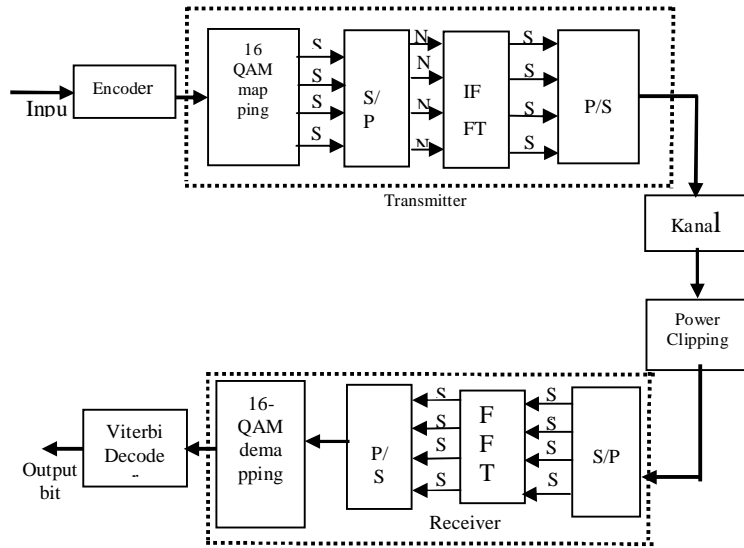 Inpu
Encoder
16
QAM
map
ping
S
S
S
S
S/
P
N
N
N
N
IF
FT
S
S
S
S
P/S
Transmitter
Kanal
Power
Clipping
S/P
S
S
S
S
F
F
T
S
S
S
S
P/
S
16-
QAM
dema
pping
Receiver
Viterbi
Decode
Output
bit